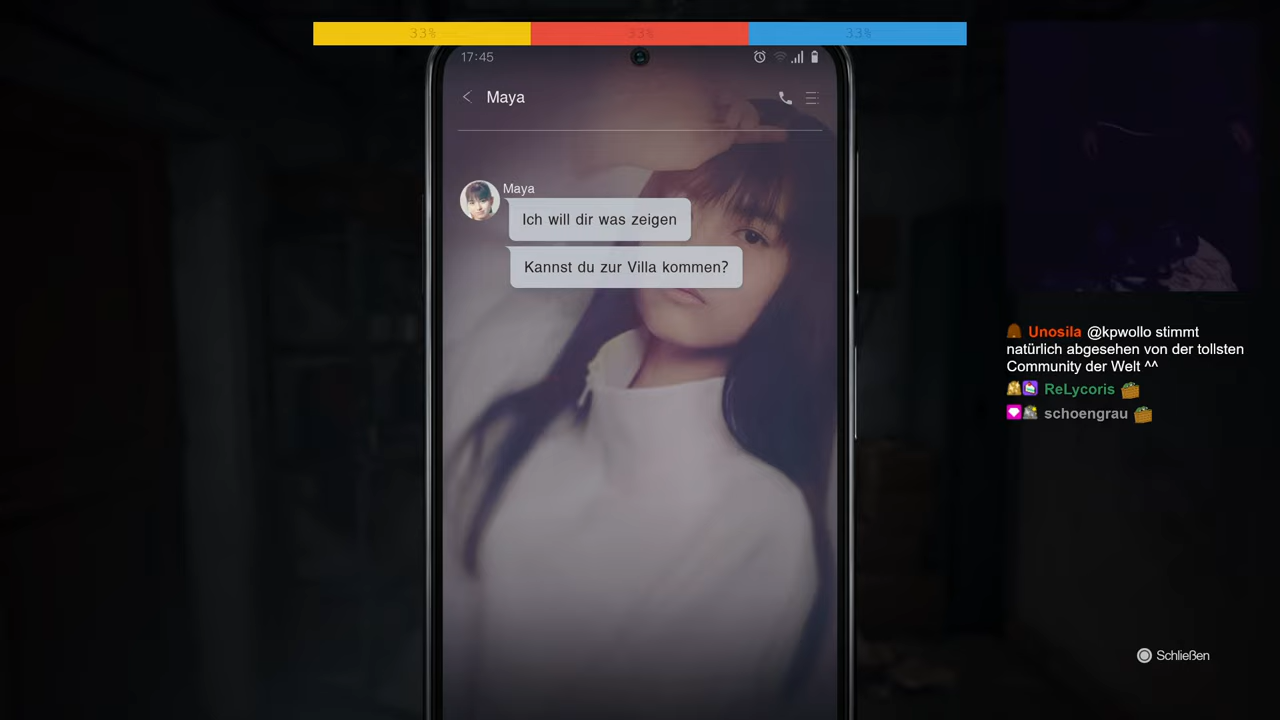 33% 33% 33%
17:45
Maya
Maya
Ich will dir was zeigen
Kannst du zur Villa kommen?
Unosila @kpwollo stimmt
natürlich abgesehen von der tollsten
Community der Welt ^^
ReLycoris
schoengrau
Schließen